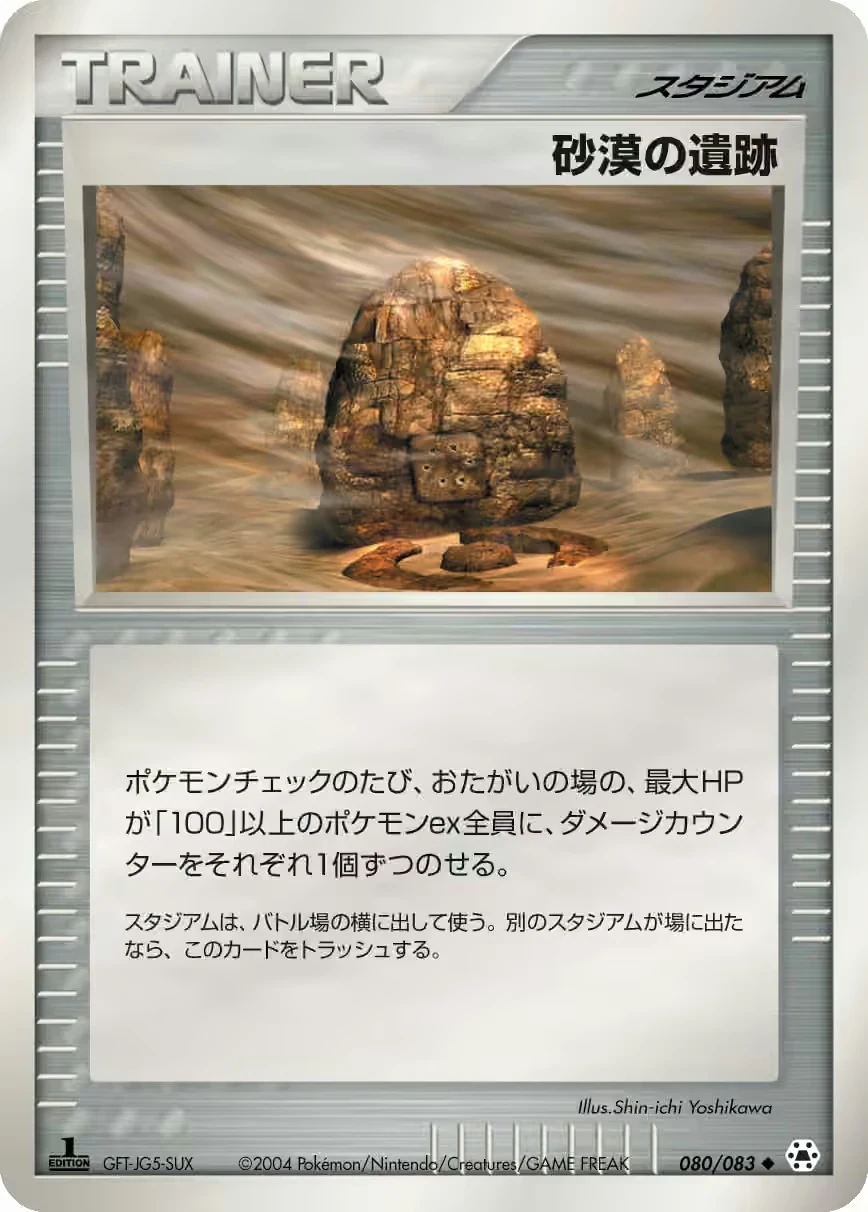 TRAINER
スタジアム
砂漠の遺跡
ポケモンチェックのたび、おたがいの場の、最大HP
が「100」以上のポケモンex全員に、ダメージカウン
ターをそれぞれ1個ずつのせる。
スタジアムは、バトル場の横に出して使う。別のスタジアムが場に出た
なら、このカードをトラッシュする。
Illus.Shin-ichi Yoshikawa
1
EDITION
GFT-JG5-SUX
©2004 Pokémon/Nintendo/Creatures/GAME FREAK
080/083 ◆